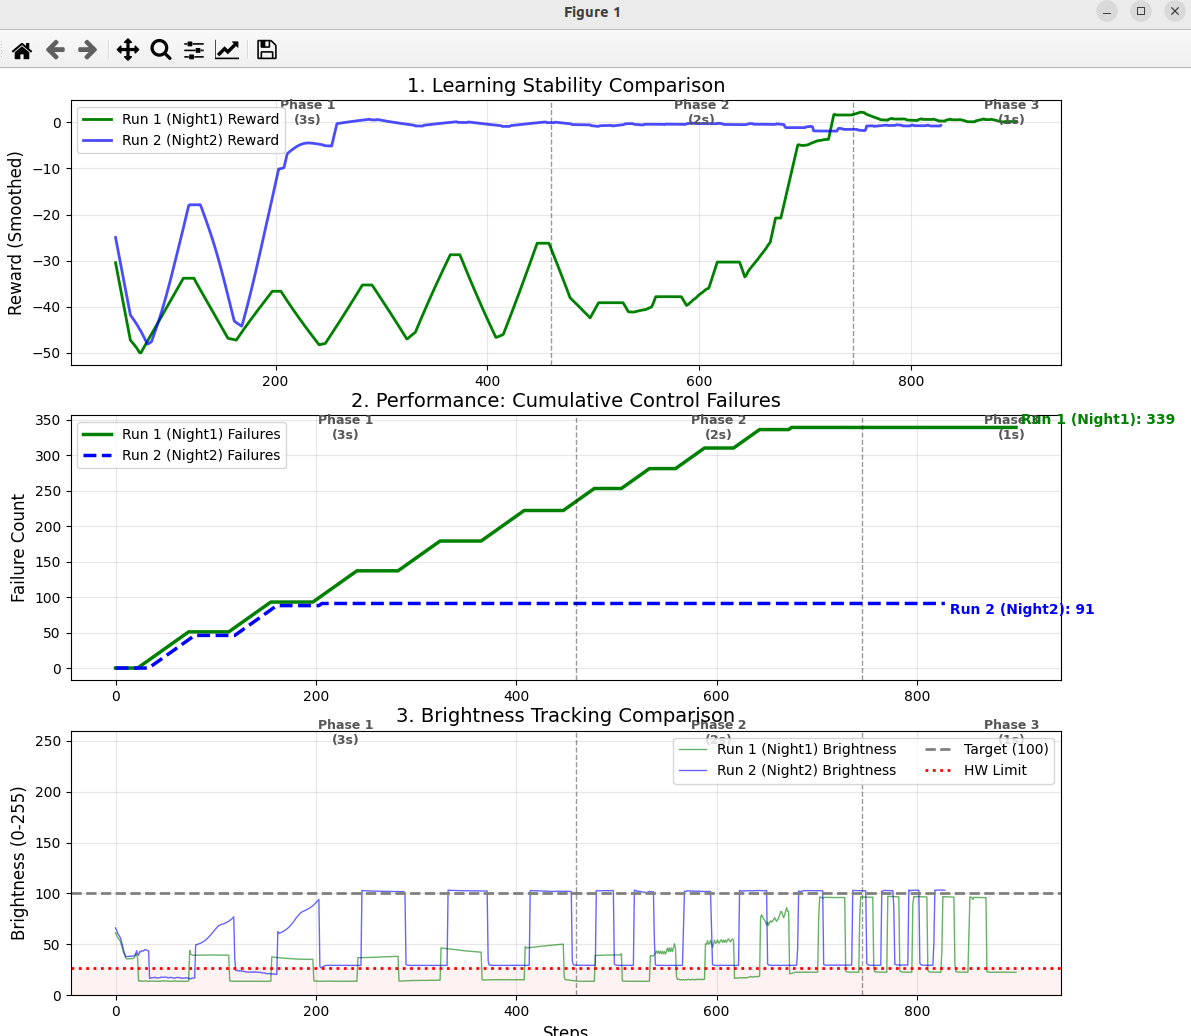 Figure 1
1. Learning Stability Comparison
Phase 1
(3s)
Phase 2
(2s)
Phase 3
(1s)
Run 1 (Night1) Reward
Run 2 (Night2) Reward
Reward (Smoothed)
0
−10
−20
−30
−40
−50
200
400
600
800
2. Performance: Cumulative Control Failures
Phase 1
(3s)
Phase 2
(2s)
Phase 3
(1s)
Run 1 (Night1): 339
Run 1 (Night1) Failures
Run 2 (Night2) Failures
Run 2 (Night2): 91
Failure Count
350
300
250
200
150
100
50
0
0
200
400
600
800
3. Brightness Tracking Comparison
Phase 1
(3s)
Phase 2
(2s)
Phase 3
(1s)
Run 1 (Night1) Brightness
Run 2 (Night2) Brightness
Target (100)
HW Limit
Brightness (0-255)
250
200
150
100
50
0
0
200
400
600
800
Steps